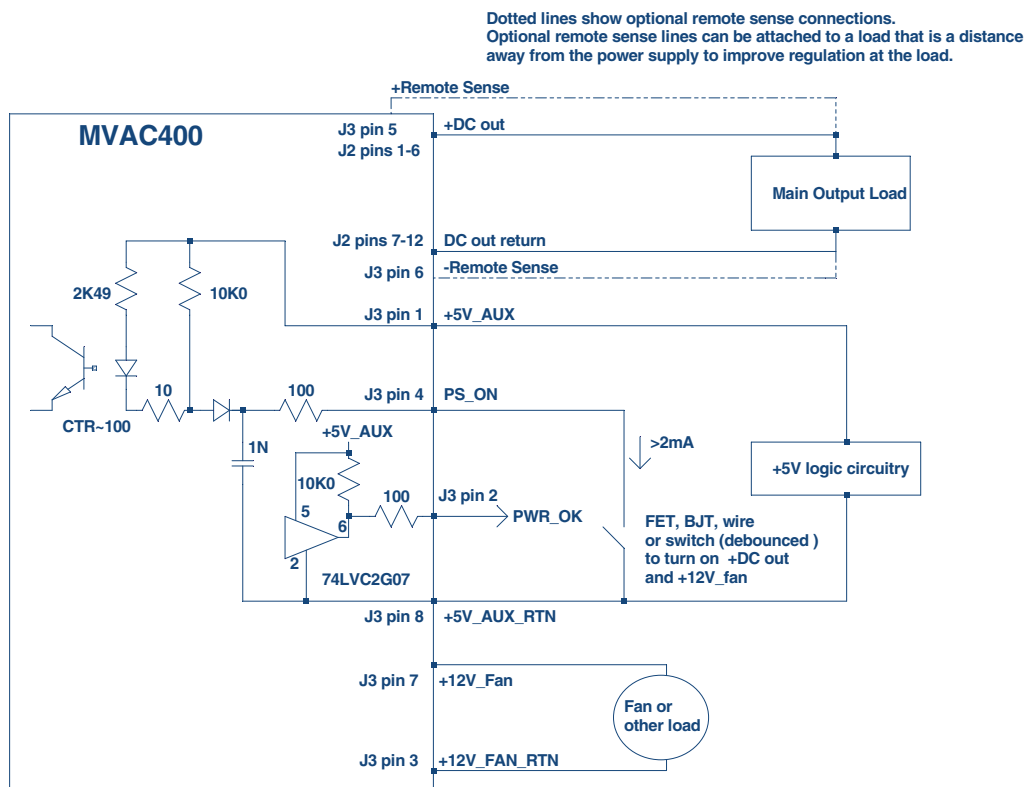 Dotted lines show optional remote sense connections.
Optional remote sense lines can be attached to a load that is a distance
away from the power supply to improve regulation at the load.
+Remote Sense
MVAC400
J3 pin 5
+DC out
J2 pins 1-6
Main Output Load
J2 pins 7-12
DC out return
J3 pin 6
-Remote Sense
2K49
10K0
J3 pin 1
+5V_AUX
10
100
J3 pin 4
PS_ON
CTR~100
+5V_AUX
1N
>2mA
+5V logic circuitry
10K0
100
J3 pin 2
5
6
PWR_OK
2
74LVC2G07
FET, BJT, wire
or switch (debounced )
to turn on +DC out
and +12V_fan
J3 pin 8
+5V_AUX_RTN
J3 pin 7
+12V_Fan
Fan or
other load
J3 pin 3
+12V_FAN_RTN